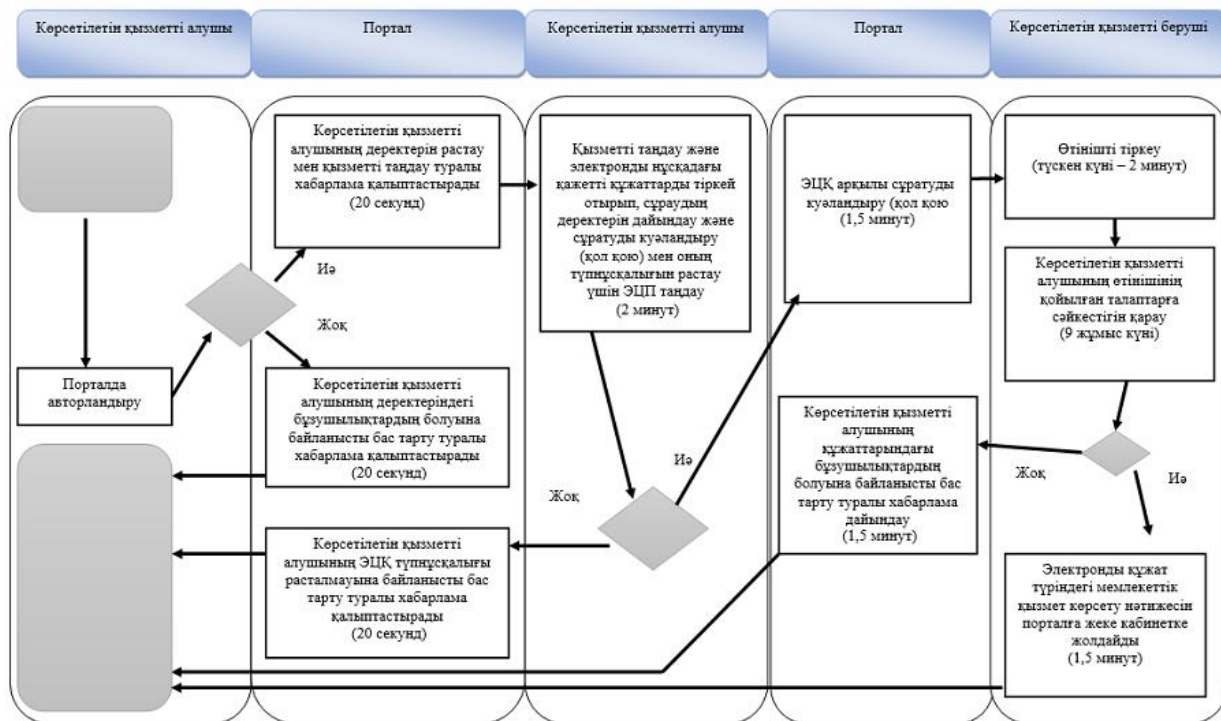 Көрсетілетін қызметті алушы
Портал
Көрсетілетін қызметті алушы
Портал
Көрсетілетін қызметті беруші
Көрсетілетін қызметті
алушының деректерін растау
мен қызметті таңдау туралы
хабарлама қалыптастырады
(20 секунд)
Қызметті таңдау және
электронды нұсқадағы
қажетті құжаттарды тіркей
отырып, сұраудың
деректерін дайындау және
сұратуды куәландыру
(қол қою) мен оның
түпнұсқалығын растау
үшін ЭЦП таңдау
(2 минут)
ЭЦҚ арқылы сұратуды
куәландыру (қол қою
(1,5 минут)
Өтінішті тіркеу
(түскен күні – 2 минут)
Көрсетілетін қызметті
алушының өтінішінің
қойылған талаптарға
сәйкестігін қарау
(9 жұмыс күні)
Иә
Жоқ
Порталда
авторландыру
Көрсетілетін қызметті
алушының деректеріндегі
бұзушылықтардың болуына
байланысты бас тарту туралы
хабарлама қалыптастырады
(20 секунд)
Көрсетілетін қызметті
алушының
құжаттарындағы
бұзушылықтардың
болуына байланысты бас
тарту туралы хабарлама
дайындау
(1,5 минут)
Иә
Жоқ
Жоқ
Иә
Көрсетілетін қызметті
алушының ЭЦҚ түпнұсқалығы
расталмауына байланысты бас
тарту туралы хабарлама
қалыптастырады
(20 секунд)
Электронды құжат
түріндегі мемлекеттік
қызмет көрсету нәтижесін
порталға жеке кабинетке
жолдайды
(1,5 минут)